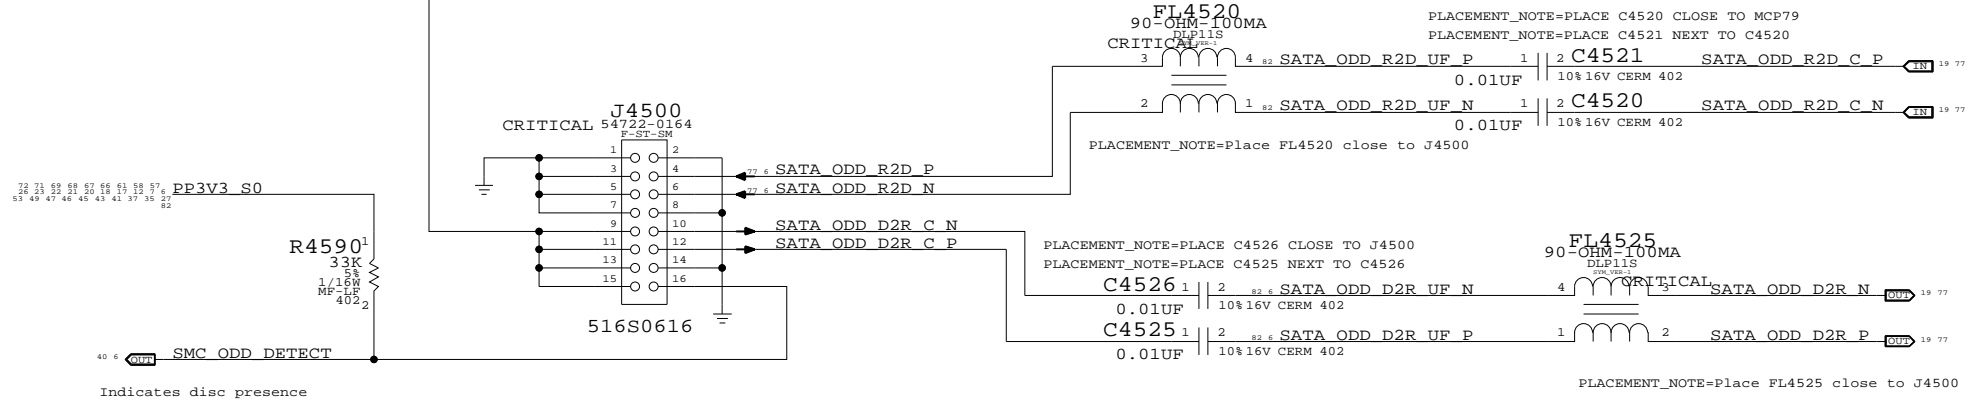 FL4520
90-OHM-100MA
DLP11S
SYM_VER-1
CRITICAL
3
4
2
1
PLACEMENT_NOTE=PLACE C4520 CLOSE TO MCP79
PLACEMENT_NOTE=PLACE C4521 NEXT TO C4520
82 SATA_ODD_R2D_UF_P
1
2
C4521
0.01UF
10% 16V CERM 402
SATA_ODD_R2D_C_P
IN
19 77
82 SATA_ODD_R2D_UF_N
1
2
C4520
0.01UF
10% 16V CERM 402
SATA_ODD_R2D_C_N
IN
19 77
PLACEMENT_NOTE=Place FL4520 close to J4500
J4500
CRITICAL 54722-0164
F-ST-SM
1 2
3 4
5 6
7 8
9 10
11 12
13 14
15 16
516S0616
77 6 SATA_ODD_R2D_P
77 6 SATA_ODD_R2D_N
SATA_ODD_D2R_C_N
SATA_ODD_D2R_C_P
72 71 69 68 67 66 61 58 57
26 23 22 21 20 18 17 12 7 6
53 49 47 46 45 43 41 37 35 27
82
PP3V3_S0
R4590
1
33K
5%
1/16W
MF-LF
402
2
40 6
OUT
SMC_ODD_DETECT
Indicates disc presence
PLACEMENT_NOTE=PLACE C4526 CLOSE TO J4500
PLACEMENT_NOTE=PLACE C4525 NEXT TO C4526
C4526
1
2
0.01UF
10% 16V CERM 402
82 6 SATA_ODD_D2R_UF_N
C4525
1
2
0.01UF
10% 16V CERM 402
82 6 SATA_ODD_D2R_UF_P
FL4525
90-OHM-100MA
DLP11S
SYM_VER-1
CRITICAL
4
3
1
2
SATA_ODD_D2R_N
OUT
19 77
SATA_ODD_D2R_P
OUT
19 77
PLACEMENT_NOTE=Place FL4525 close to J4500